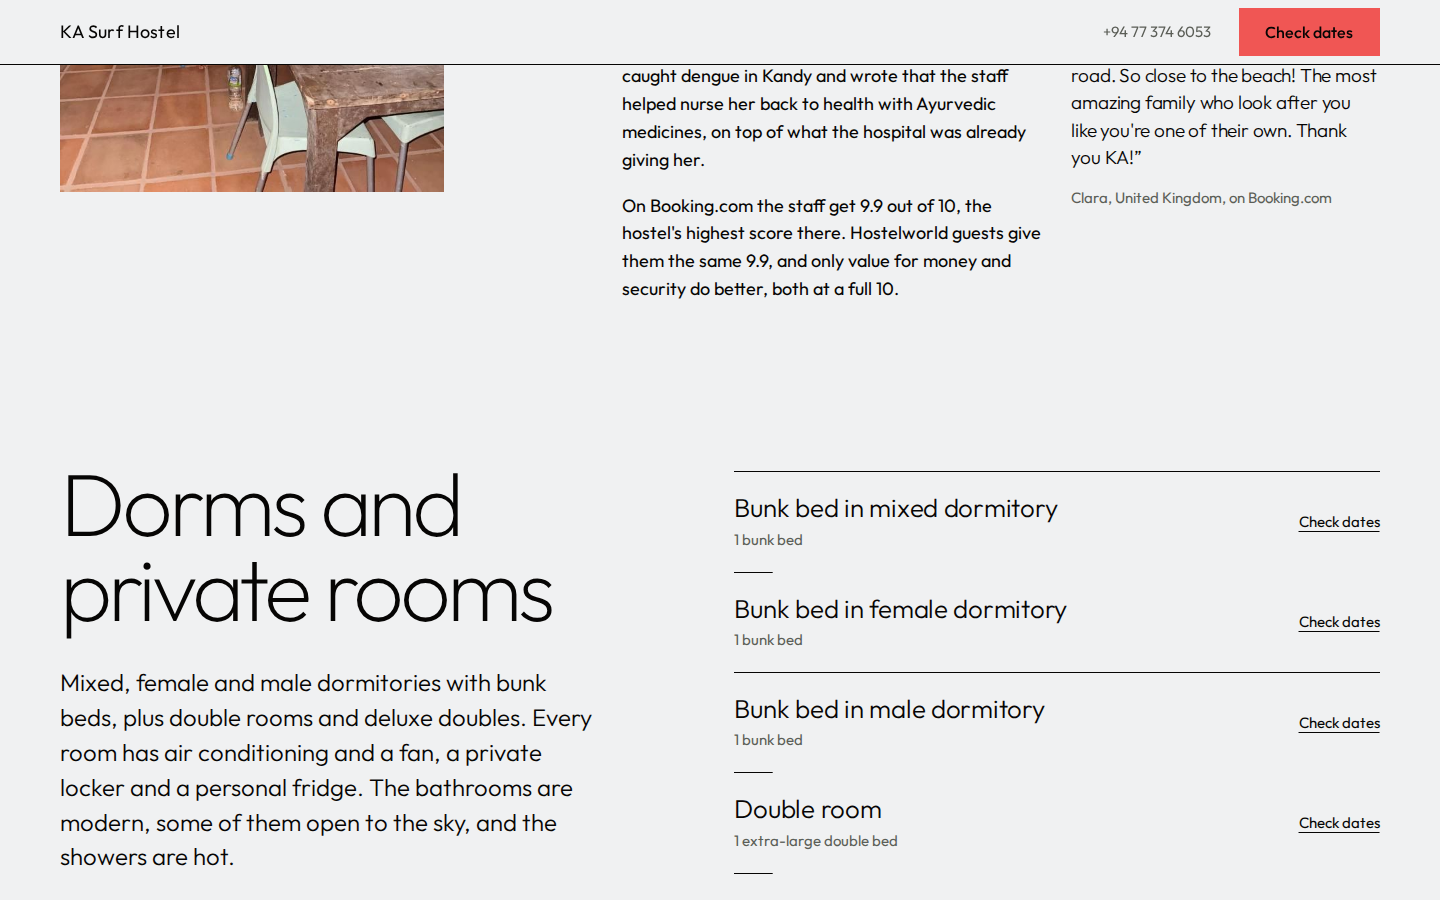 KA Surf Hostel
+94 77 374 6053
Check dates
caught dengue in Kandy and wrote that the staff
helped nurse her back to health with Ayurvedic
medicines, on top of what the hospital was already
giving her.
On Booking.com the staff get 9.9 out of 10, the
hostel's highest score there. Hostelworld guests give
them the same 9.9, and only value for money and
security do better, both at a full 10.
road. So close to the beach! The most
amazing family who look after you
like you're one of their own. Thank
you KA!”
Clara, United Kingdom, on Booking.com
Dorms and
private rooms
Mixed, female and male dormitories with bunk
beds, plus double rooms and deluxe doubles. Every
room has air conditioning and a fan, a private
locker and a personal fridge. The bathrooms are
modern, some of them open to the sky, and the
showers are hot.
Bunk bed in mixed dormitory
1 bunk bed
Check dates
Bunk bed in female dormitory
1 bunk bed
Check dates
Bunk bed in male dormitory
1 bunk bed
Check dates
Double room
1 extra-large double bed
Check dates